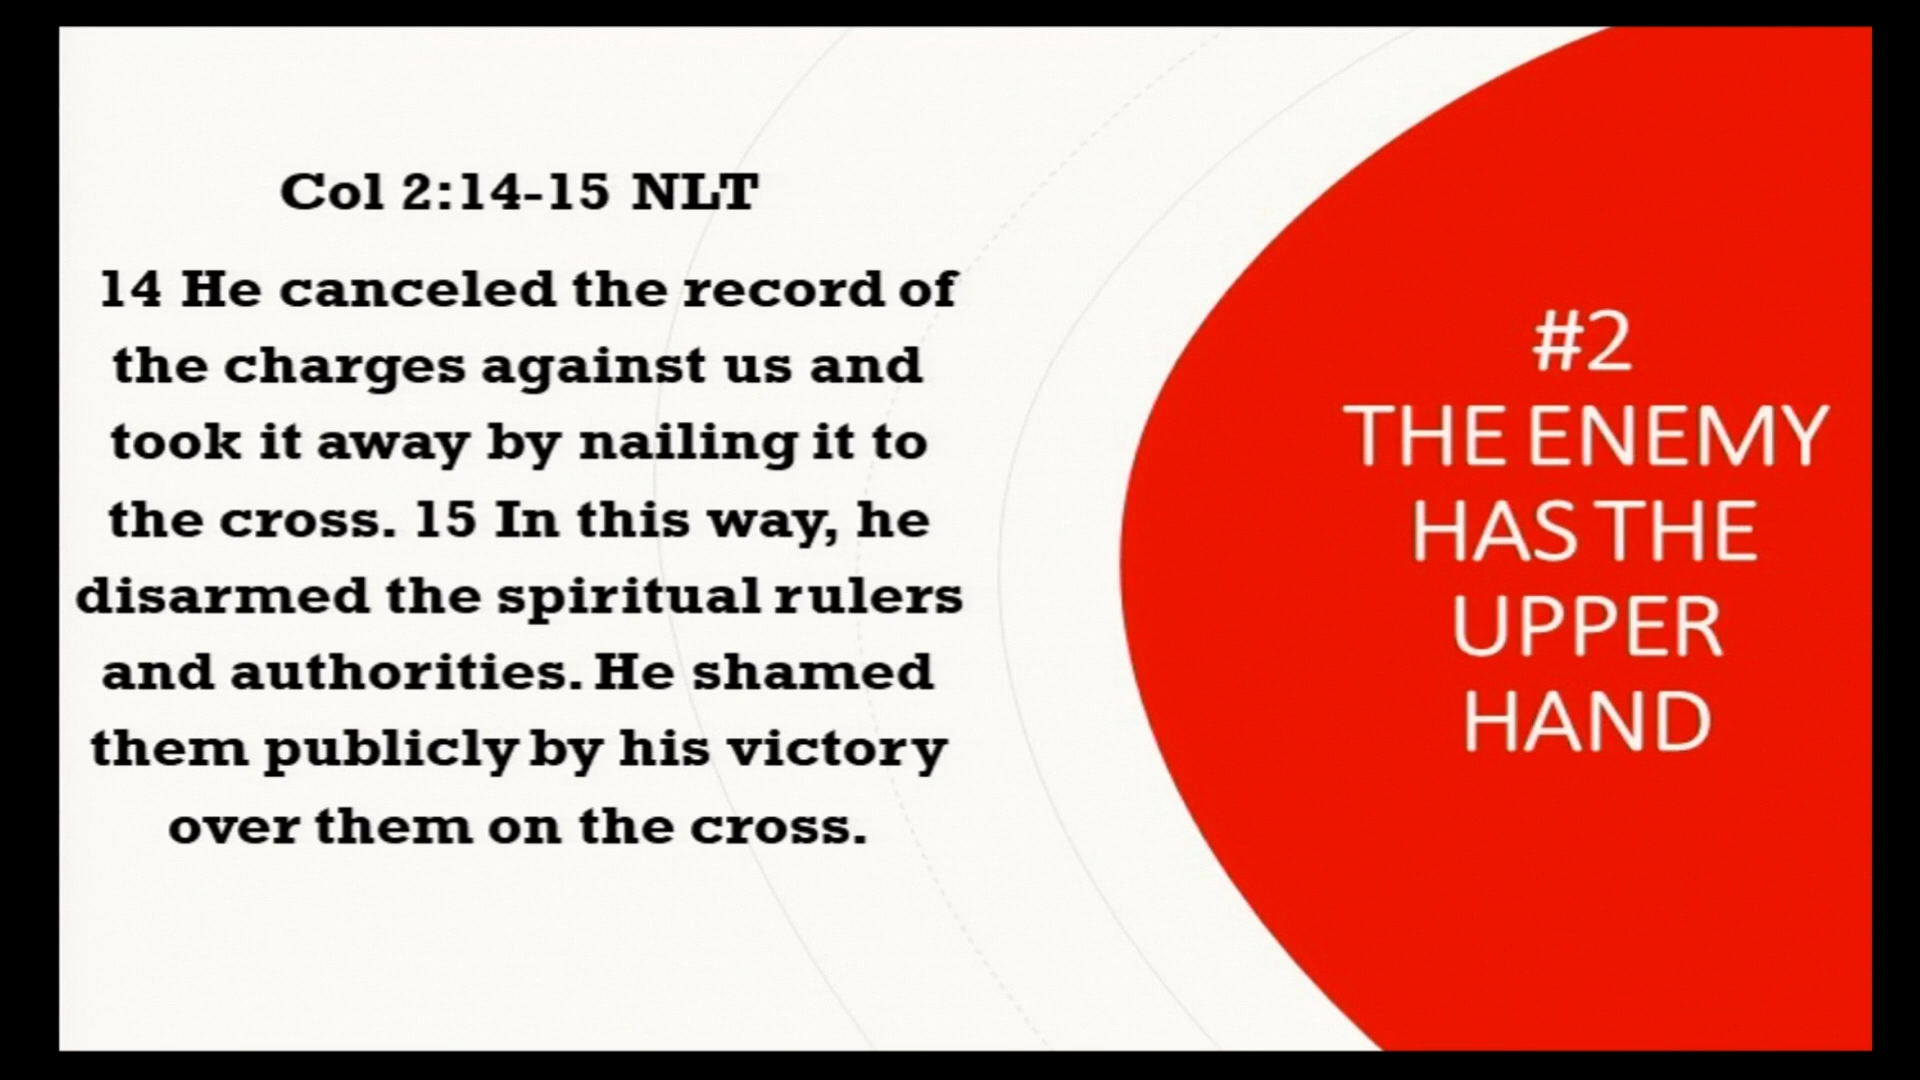 Col 2:14-15 NLT
14 He canceled the record of
the charges against us and
took it away by nailing it to
the cross. 15 In this way, he
disarmed the spiritual rulers
and authorities. He shamed
them publicly by his victory
over them on the cross.
#2
THE ENEMY
HAS THE
UPPER
HAND